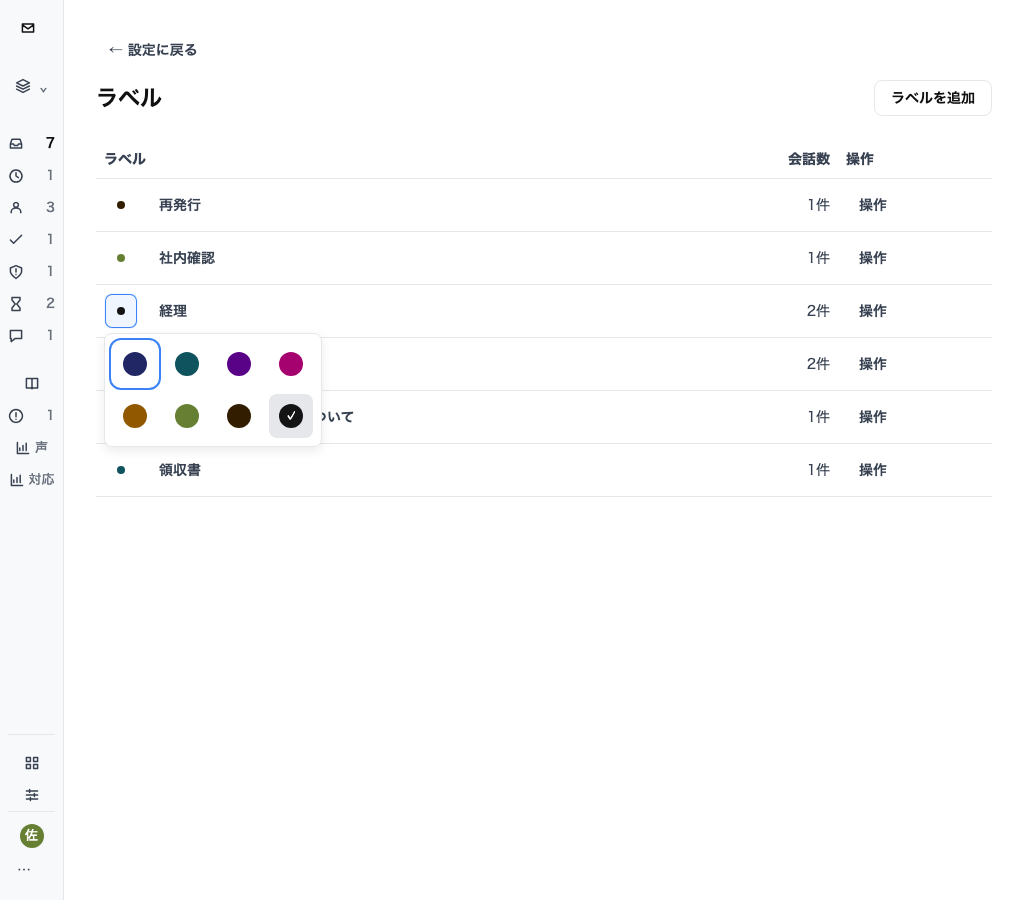 ← 設定に戻る
ラベル
ラベルを追加
ラベル 会話数 操作
再発行 1件 操作
社内確認 1件 操作
経理 2件 操作
2件 操作
ついて 1件 操作
領収書 1件 操作
7
1
3
1
1
2
1
1
声
対応
佐
…